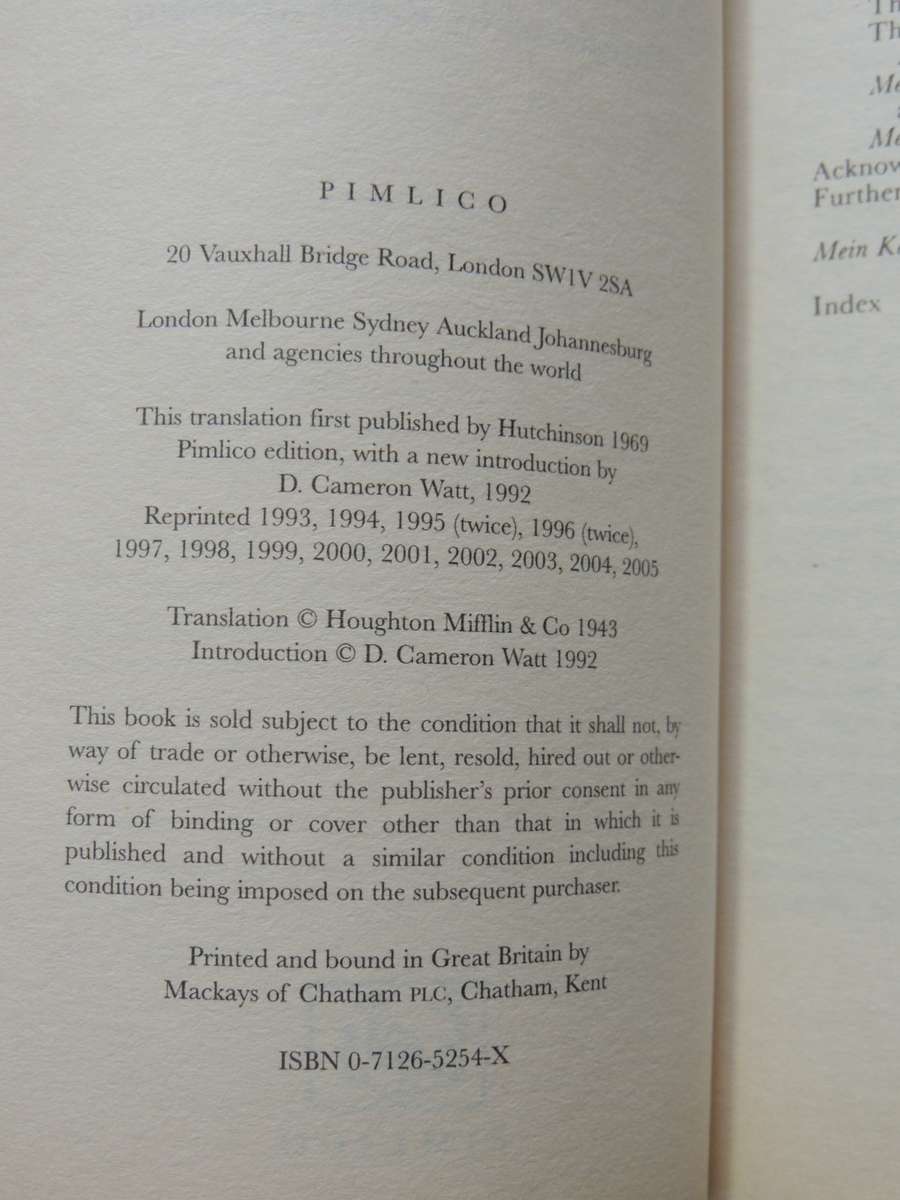 PIMLICO
20 Vauxhall Bridge Road, London SW1V 2SA
London Melbourne Sydney Auckland Johannesburg
and agencies throughout the world
This translation first published by Hutchinson 1969
Pimlico edition, with a new introduction by
D. Cameron Watt, 1992
Reprinted 1993, 1994, 1995 (twice), 1996 (twice),
1997, 1998, 1999, 2000, 2001, 2002, 2003, 2004, 2005
Translation © Houghton Mifflin & Co 1943
Introduction © D. Cameron Watt 1992
This book is sold subject to the condition that it shall not, by
way of trade or otherwise, be lent, resold, hired out or other-
wise circulated without the publisher's prior consent in any
form of binding or cover other than that in which it is
published and without a similar condition including this
condition being imposed on the subsequent purchaser.
Printed and bound in Great Britain by
Mackays of Chatham PLC, Chatham, Kent
ISBN 0-7126-5254-X
Th
Th
Me
Me
Acknow
Further
Mein Ka
Index